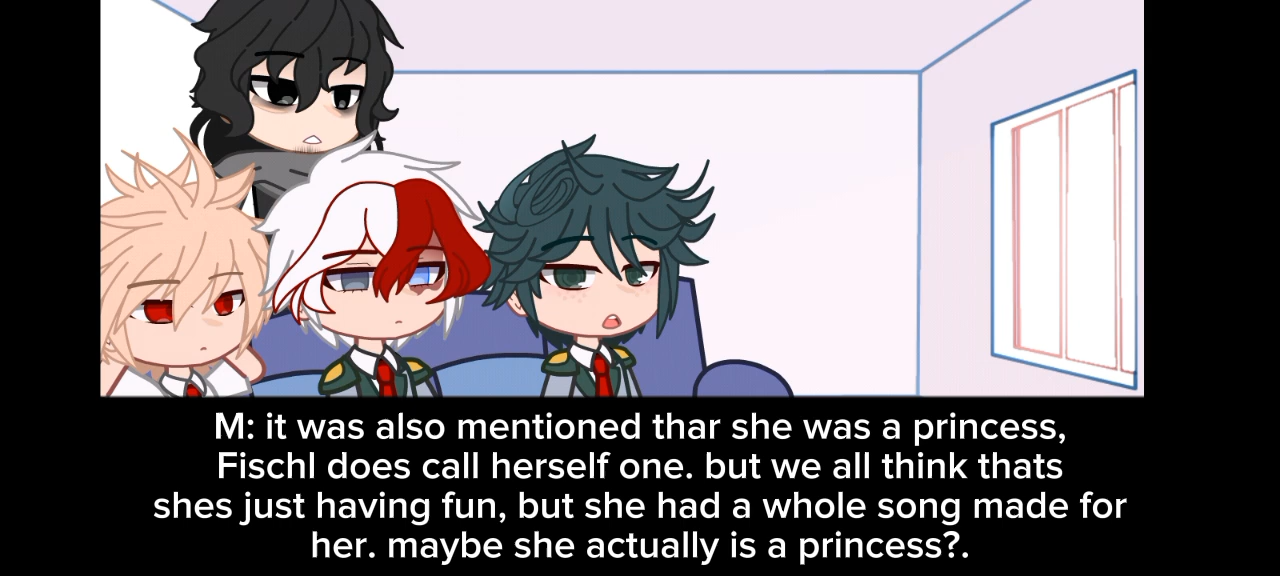 M: it was also mentioned thar she was a princess,
Fischl does call herself one. but we all think thats
shes just having fun, but she had a whole song made for
her. maybe she actually is a princess?.